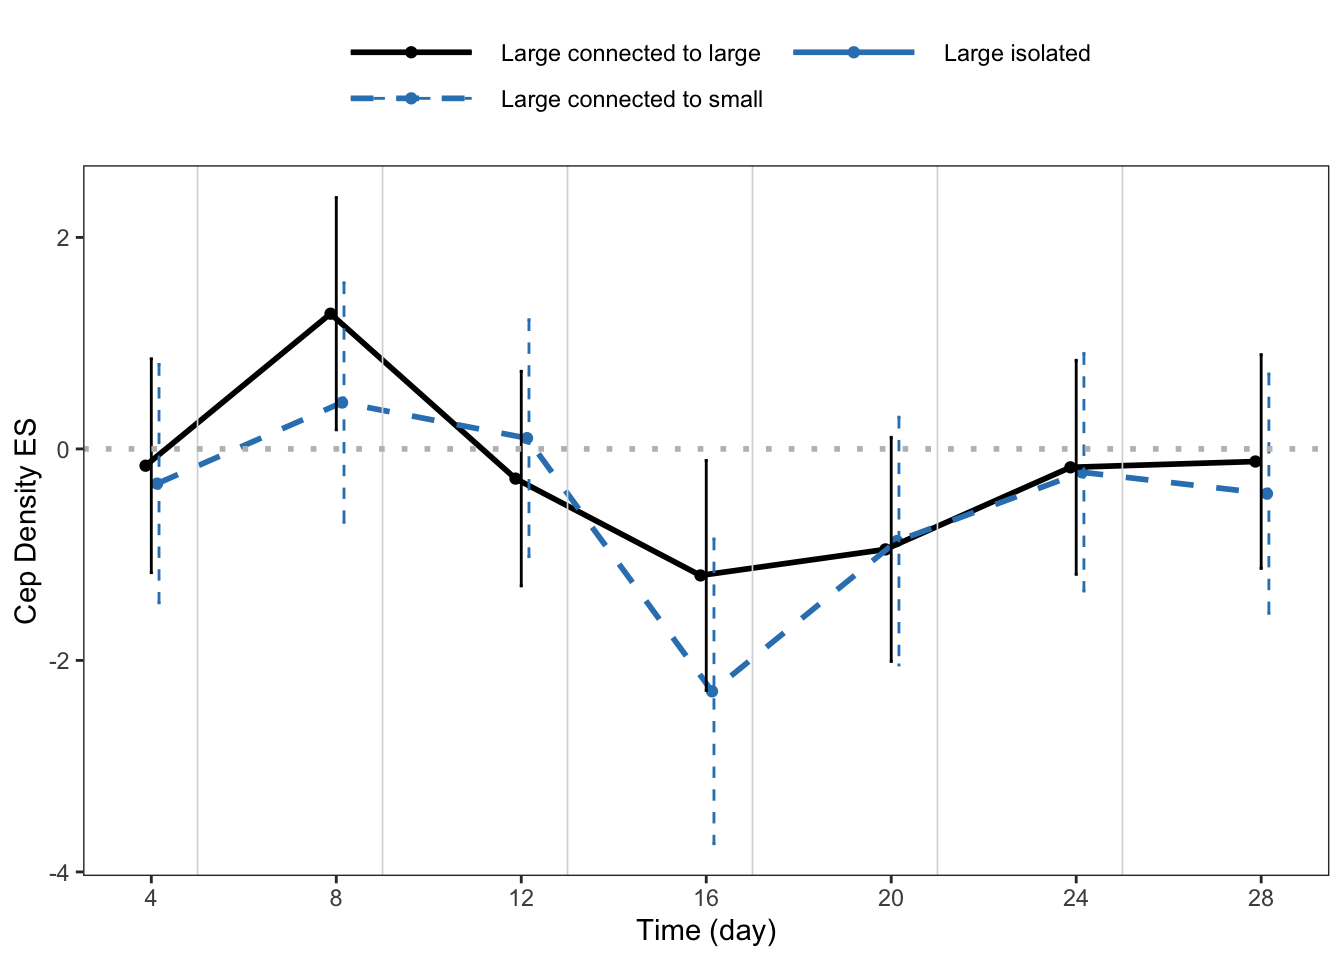 Large connected to large Large isolated
Large connected to small
2
0
-2
-4
Cep Density ES
4 8 12 16 20 24 28
Time (day)